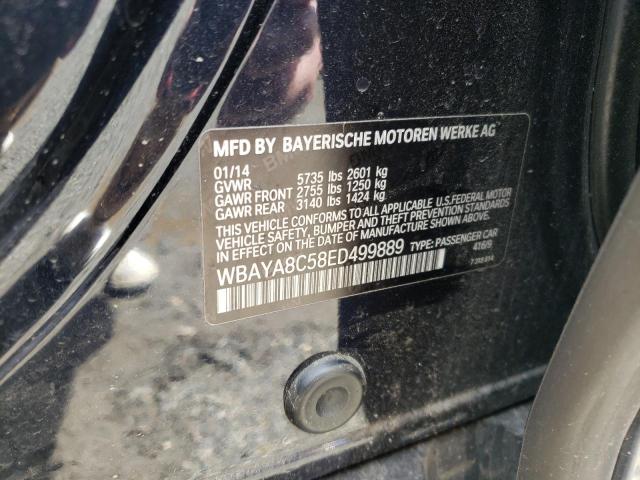 MFD BY BAYERISCHE MOTOREN WERKE AG
01/14
GVWR 5735 lbs 2601 kg
GAWR FRONT 2755 lbs 1250 kg
GAWR REAR 3140 lbs 1424 kg
THIS VEHICLE CONFORMS TO ALL APPLICABLE U.S.FEDERAL MOTOR
VEHICLE SAFETY, BUMPER AND THEFT PREVENTION STANDARDS
IN EFFECT ON THE DATE OF MANUFACTURE SHOWN ABOVE.
WBAYA8C58ED499889 TYPE: PASSENGER CAR
416/9